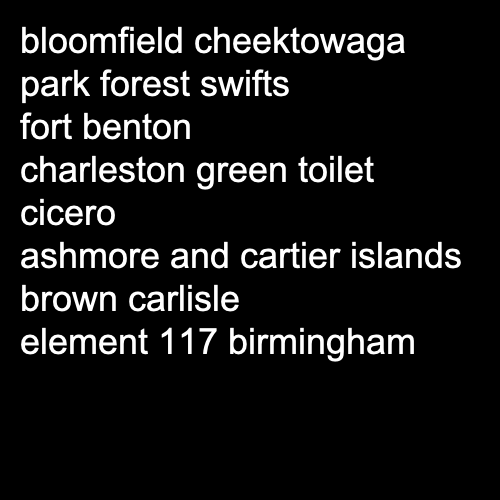 bloomfield cheektowaga
park forest swifts
fort benton
charleston green toilet
cicero
ashmore and cartier islands
brown carlisle
element 117 birmingham